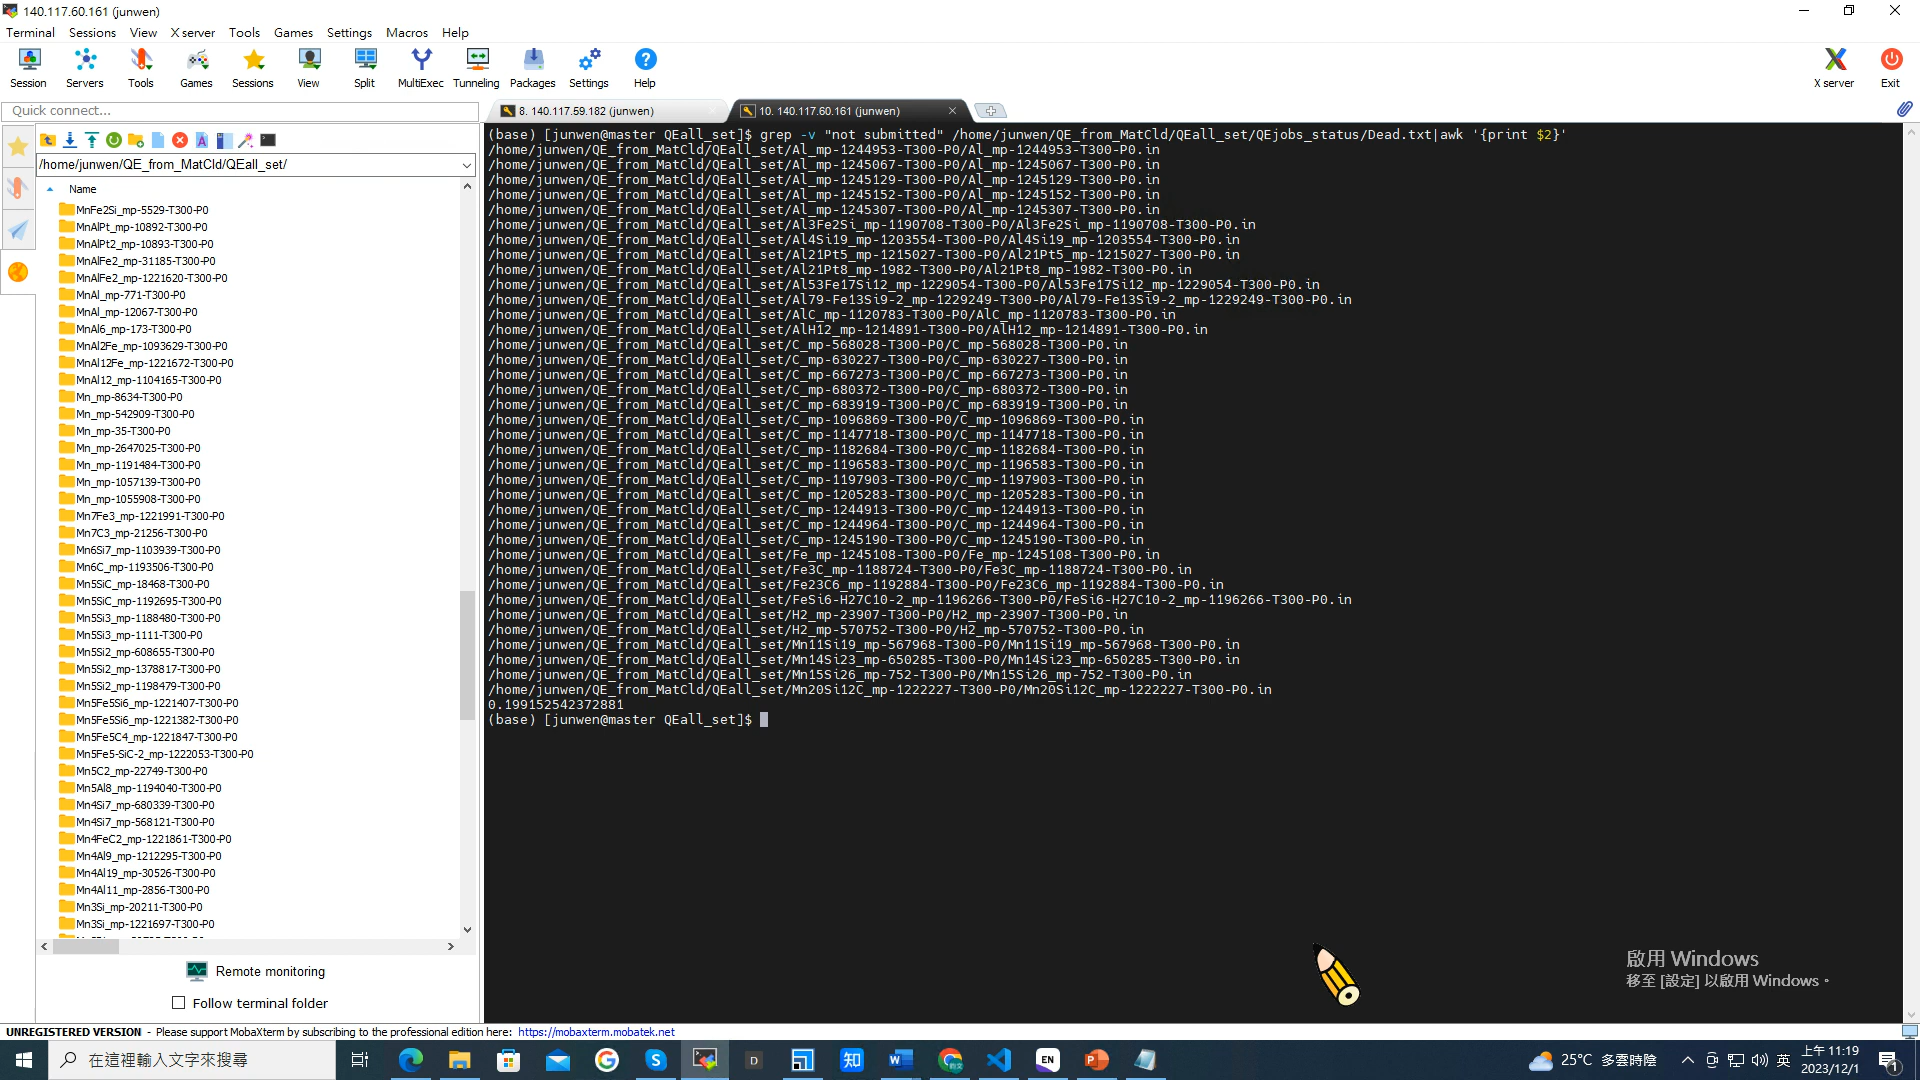 140.117.60.161 (junwen)
Terminal Sessions View X server Tools Games Settings Macros Help
Session Servers Tools Games Sessions View Split MultiExec Tunneling Packages Settings Help X server Exit
Quick connect...
8. 140.117.59.182 (junwen)
10. 140.117.60.161 (junwen)
/home/junwen/QE_from_MatCld/QEall_set/
Name
MnFe2Si_mp-5529-T300-P0
MnAlPt_mp-10892-T300-P0
MnAlPt2_mp-10893-T300-P0
MnAlFe2_mp-31185-T300-P0
MnAlFe2_mp-1221620-T300-P0
MnAl_mp-771-T300-P0
MnAl_mp-12067-T300-P0
MnAl6_mp-173-T300-P0
MnAl2Fe_mp-1093629-T300-P0
MnAl12Fe_mp-1221672-T300-P0
MnAl12_mp-1104165-T300-P0
Mn_mp-8634-T300-P0
Mn_mp-542909-T300-P0
Mn_mp-35-T300-P0
Mn_mp-2647025-T300-P0
Mn_mp-1191484-T300-P0
Mn_mp-1057139-T300-P0
Mn_mp-1055908-T300-P0
Mn7Fe3_mp-1221991-T300-P0
Mn7C3_mp-21256-T300-P0
Mn6Si7_mp-1103939-T300-P0
Mn6C_mp-1193506-T300-P0
Mn5SiC_mp-18468-T300-P0
Mn5SiC_mp-1192695-T300-P0
Mn5Si3_mp-1188480-T300-P0
Mn5Si3_mp-1111-T300-P0
Mn5Si2_mp-608655-T300-P0
Mn5Si2_mp-1378817-T300-P0
Mn5Si2_mp-1198479-T300-P0
Mn5Fe5Si6_mp-1221407-T300-P0
Mn5Fe5Si6_mp-1221382-T300-P0
Mn5Fe5C4_mp-1221847-T300-P0
Mn5Fe5-SiC-2_mp-1222053-T300-P0
Mn5C2_mp-22749-T300-P0
Mn5Al8_mp-1194040-T300-P0
Mn4Si7_mp-680339-T300-P0
Mn4Si7_mp-568121-T300-P0
Mn4FeC2_mp-1221861-T300-P0
Mn4Al9_mp-1212295-T300-P0
Mn4Al19_mp-30526-T300-P0
Mn4Al11_mp-2856-T300-P0
Mn3Si_mp-20211-T300-P0
Mn3Si_mp-1221697-T300-P0
Remote monitoring
Follow terminal folder
(base) [junwen@master QEall_set]$ grep -v "not submitted" /home/junwen/QE_from_MatCld/QEall_set/QEjobs_status/Dead.txt|awk '{print $2}'
/home/junwen/QE_from_MatCld/QEall_set/Al_mp-1244953-T300-P0/Al_mp-1244953-T300-P0.in
/home/junwen/QE_from_MatCld/QEall_set/Al_mp-1245067-T300-P0/Al_mp-1245067-T300-P0.in
/home/junwen/QE_from_MatCld/QEall_set/Al_mp-1245129-T300-P0/Al_mp-1245129-T300-P0.in
/home/junwen/QE_from_MatCld/QEall_set/Al_mp-1245152-T300-P0/Al_mp-1245152-T300-P0.in
/home/junwen/QE_from_MatCld/QEall_set/Al_mp-1245307-T300-P0/Al_mp-1245307-T300-P0.in
/home/junwen/QE_from_MatCld/QEall_set/Al3Fe2Si_mp-1190708-T300-P0/Al3Fe2Si_mp-1190708-T300-P0.in
/home/junwen/QE_from_MatCld/QEall_set/Al4Si19_mp-1203554-T300-P0/Al4Si19_mp-1203554-T300-P0.in
/home/junwen/QE_from_MatCld/QEall_set/Al21Pt5_mp-1215027-T300-P0/Al21Pt5_mp-1215027-T300-P0.in
/home/junwen/QE_from_MatCld/QEall_set/Al21Pt8_mp-1982-T300-P0/Al21Pt8_mp-1982-T300-P0.in
/home/junwen/QE_from_MatCld/QEall_set/Al53Fe17Si12_mp-1229054-T300-P0/Al53Fe17Si12_mp-1229054-T300-P0.in
/home/junwen/QE_from_MatCld/QEall_set/Al79-Fe13Si9-2_mp-1229249-T300-P0/Al79-Fe13Si9-2_mp-1229249-T300-P0.in
/home/junwen/QE_from_MatCld/QEall_set/AlC_mp-1120783-T300-P0/AlC_mp-1120783-T300-P0.in
/home/junwen/QE_from_MatCld/QEall_set/AlH12_mp-1214891-T300-P0/AlH12_mp-1214891-T300-P0.in
/home/junwen/QE_from_MatCld/QEall_set/C_mp-568028-T300-P0/C_mp-568028-T300-P0.in
/home/junwen/QE_from_MatCld/QEall_set/C_mp-630227-T300-P0/C_mp-630227-T300-P0.in
/home/junwen/QE_from_MatCld/QEall_set/C_mp-667273-T300-P0/C_mp-667273-T300-P0.in
/home/junwen/QE_from_MatCld/QEall_set/C_mp-680372-T300-P0/C_mp-680372-T300-P0.in
/home/junwen/QE_from_MatCld/QEall_set/C_mp-683919-T300-P0/C_mp-683919-T300-P0.in
/home/junwen/QE_from_MatCld/QEall_set/C_mp-1096869-T300-P0/C_mp-1096869-T300-P0.in
/home/junwen/QE_from_MatCld/QEall_set/C_mp-1147718-T300-P0/C_mp-1147718-T300-P0.in
/home/junwen/QE_from_MatCld/QEall_set/C_mp-1182684-T300-P0/C_mp-1182684-T300-P0.in
/home/junwen/QE_from_MatCld/QEall_set/C_mp-1196583-T300-P0/C_mp-1196583-T300-P0.in
/home/junwen/QE_from_MatCld/QEall_set/C_mp-1197903-T300-P0/C_mp-1197903-T300-P0.in
/home/junwen/QE_from_MatCld/QEall_set/C_mp-1205283-T300-P0/C_mp-1205283-T300-P0.in
/home/junwen/QE_from_MatCld/QEall_set/C_mp-1244913-T300-P0/C_mp-1244913-T300-P0.in
/home/junwen/QE_from_MatCld/QEall_set/C_mp-1244964-T300-P0/C_mp-1244964-T300-P0.in
/home/junwen/QE_from_MatCld/QEall_set/C_mp-1245190-T300-P0/C_mp-1245190-T300-P0.in
/home/junwen/QE_from_MatCld/QEall_set/Fe_mp-1245108-T300-P0/Fe_mp-1245108-T300-P0.in
/home/junwen/QE_from_MatCld/QEall_set/Fe3C_mp-1188724-T300-P0/Fe3C_mp-1188724-T300-P0.in
/home/junwen/QE_from_MatCld/QEall_set/Fe23C6_mp-1192884-T300-P0/Fe23C6_mp-1192884-T300-P0.in
/home/junwen/QE_from_MatCld/QEall_set/FeSi6-H27C10-2_mp-1196266-T300-P0/FeSi6-H27C10-2_mp-1196266-T300-P0.in
/home/junwen/QE_from_MatCld/QEall_set/H2_mp-23907-T300-P0/H2_mp-23907-T300-P0.in
/home/junwen/QE_from_MatCld/QEall_set/H2_mp-570752-T300-P0/H2_mp-570752-T300-P0.in
/home/junwen/QE_from_MatCld/QEall_set/Mn11Si19_mp-567968-T300-P0/Mn11Si19_mp-567968-T300-P0.in
/home/junwen/QE_from_MatCld/QEall_set/Mn14Si23_mp-650285-T300-P0/Mn14Si23_mp-650285-T300-P0.in
/home/junwen/QE_from_MatCld/QEall_set/Mn15Si26_mp-752-T300-P0/Mn15Si26_mp-752-T300-P0.in
/home/junwen/QE_from_MatCld/QEall_set/Mn20Si12C_mp-1222227-T300-P0/Mn20Si12C_mp-1222227-T300-P0.in
0.199152542372881
(base) [junwen@master QEall_set]$
啟用 Windows
移至 [設定] 以啟用 Windows。
UNREGISTERED VERSION - Please support MobaXterm by subscribing to the professional edition here: https://mobaxterm.mobatek.net
在這裡輸入文字來搜尋
25°C 多雲時陰
英
上午 11:19
2023/12/1